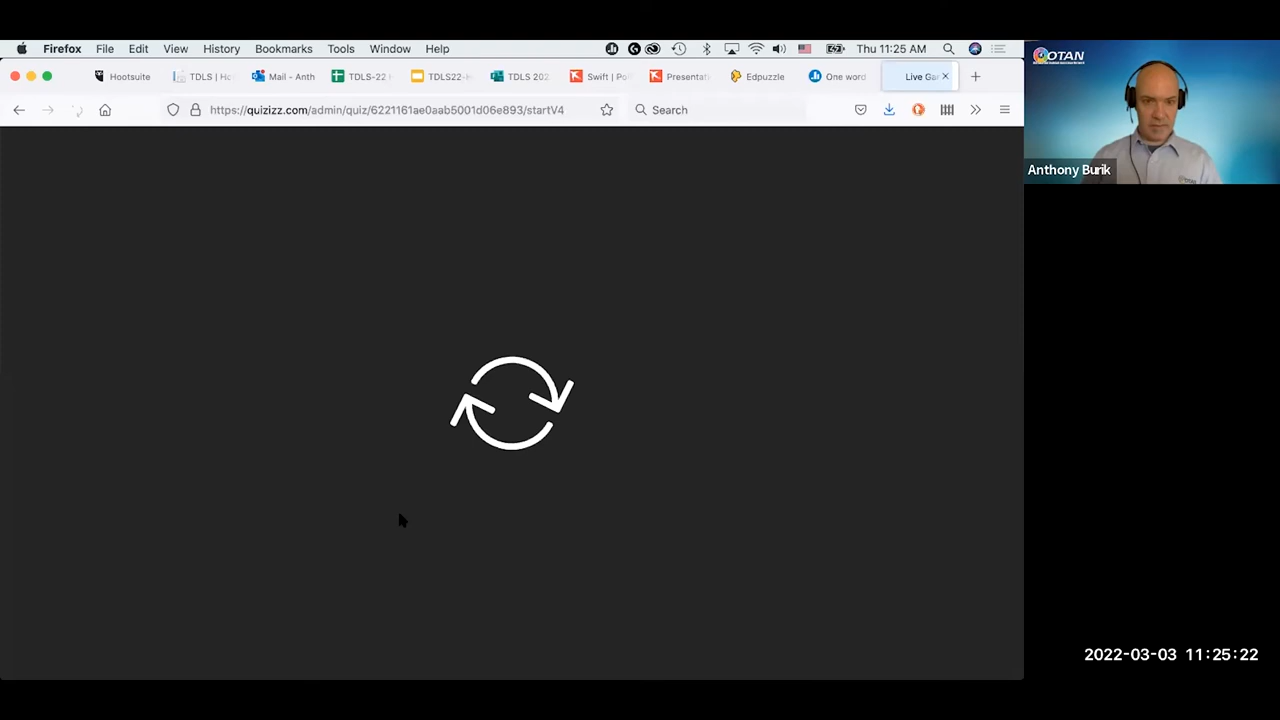 Firefox File Edit View History Bookmarks Tools Window Help Thu 11:25 AM
Hootsuite TDLS | Ho Mail - Anth TDLS-22 TDLS22- TDLS 202 Swift | Po Presentat Edpuzzle One word Live Ga
https://quizizz.com/admin/quiz/6221161ae0aab5001d06e893/startV4 Search
OTAN
Anthony Burik
2022-03-03 11:25:22